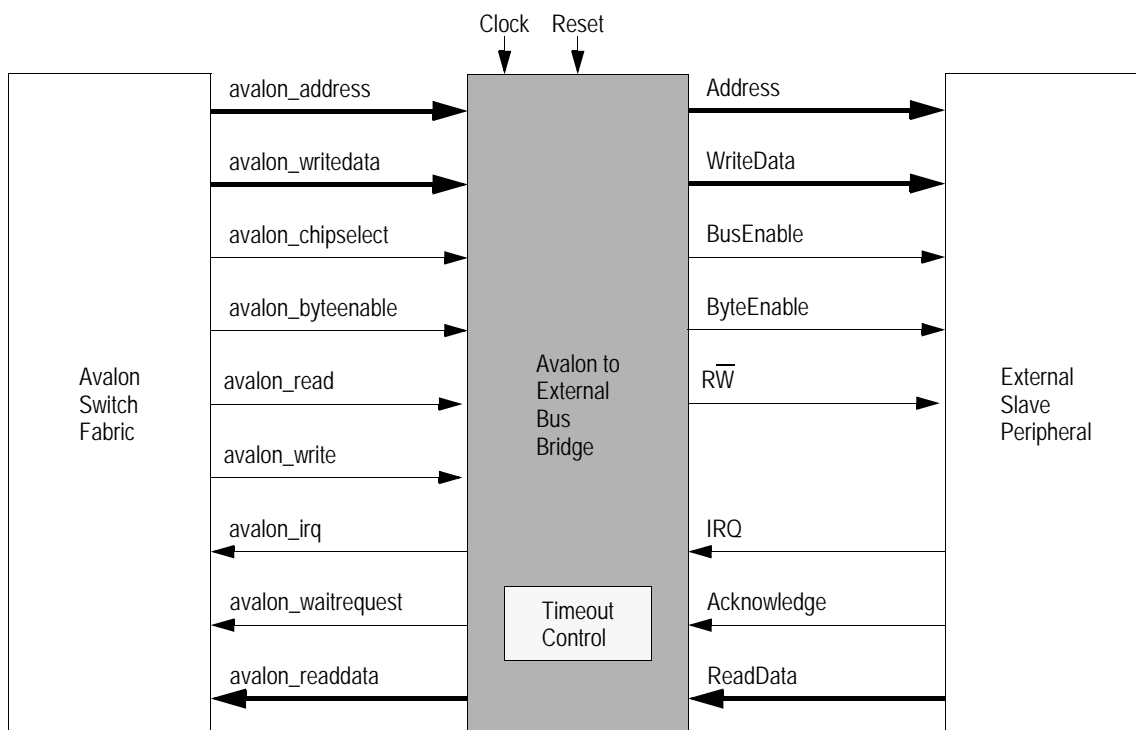 Clock Reset
avalon_address
Address
avalon_writedata
WriteData
avalon_chipselect
BusEnable
avalon_byteenable
ByteEnable
Avalon
Switch
Fabric
avalon_read
Avalon to
External
Bus
Bridge
RW̅
External
Slave
Peripheral
avalon_write
avalon_irq
IRQ
avalon_waitrequest
Timeout
Control
Acknowledge
avalon_readdata
ReadData